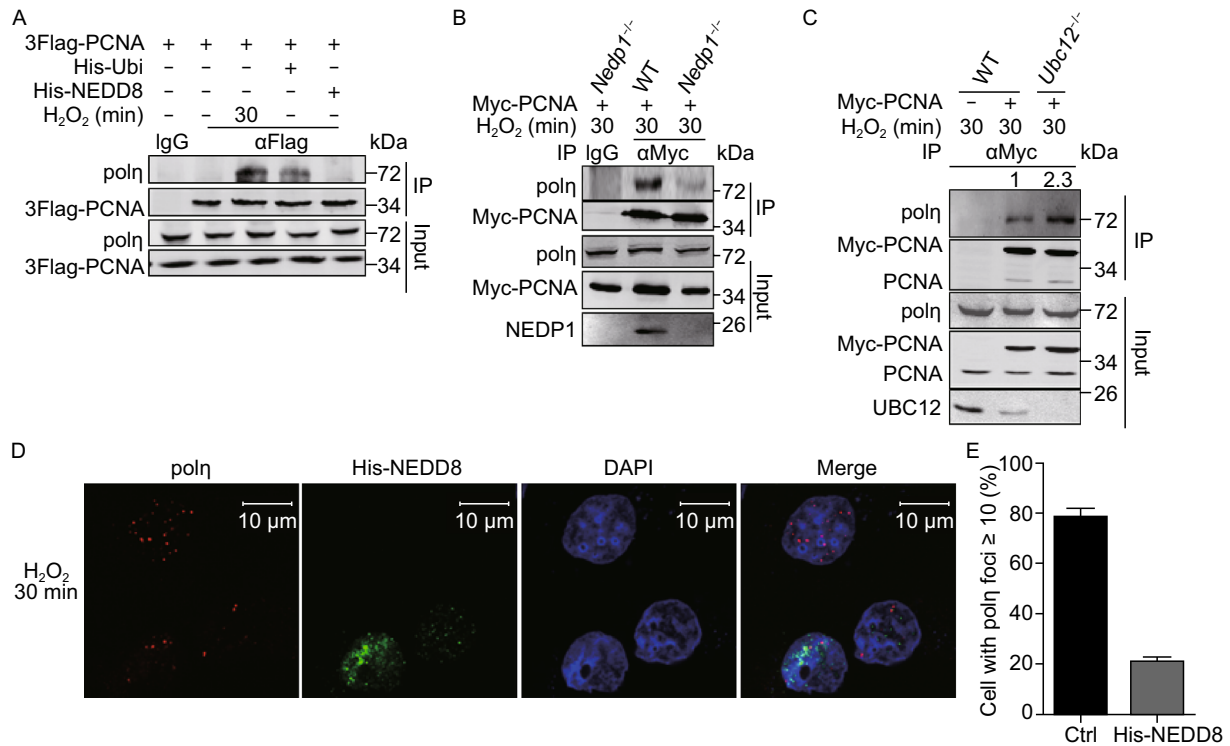 A
3Flag-PCNA + + + + +
His-Ubi – – – + –
His-NEDD8 – – – – +
H₂O₂ (min) – – 30 – –
IgG αFlag kDa
polη 72
3Flag-PCNA 34
IP
polη 72
3Flag-PCNA 34
Input
B
Nedp1⁻/⁻ WT Nedp1⁻/⁻
Myc-PCNA + + +
H₂O₂ (min) 30 30 30
IP IgG αMyc kDa
polη 72
Myc-PCNA 34
IP
polη 72
Myc-PCNA 34
NEDP1 26
Input
C
WT Ubc12⁻/⁻
Myc-PCNA – + +
H₂O₂ (min) 30 30 30
IP αMyc kDa
1 2.3
polη 72
Myc-PCNA
34
PCNA
IP
polη 72
Myc-PCNA
34
PCNA
26
UBC12
Input
D
polη His-NEDD8 DAPI Merge
10 μm 10 μm 10 μm 10 μm
H₂O₂
30 min
E
Cell with polη foci ≥ 10 (%)
100
80
60
40
20
0
Ctrl His-NEDD8